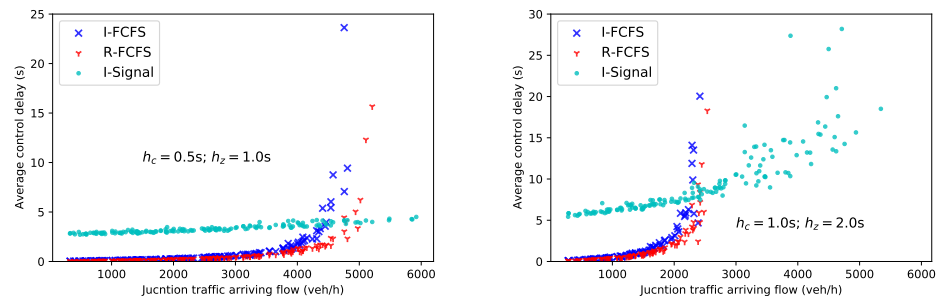 25
20
15
10
5
0
Average control delay (s)
I-FCFS
R-FCFS
I-Signal
h_c = 0.5s; h_z = 1.0s
1000 2000 3000 4000 5000 6000
Jucntion traffic arriving flow (veh/h)
30
25
20
15
10
5
0
Average control delay (s)
I-FCFS
R-FCFS
I-Signal
h_c = 1.0s; h_z = 2.0s
1000 2000 3000 4000 5000 6000
Jucntion traffic arriving flow (veh/h)